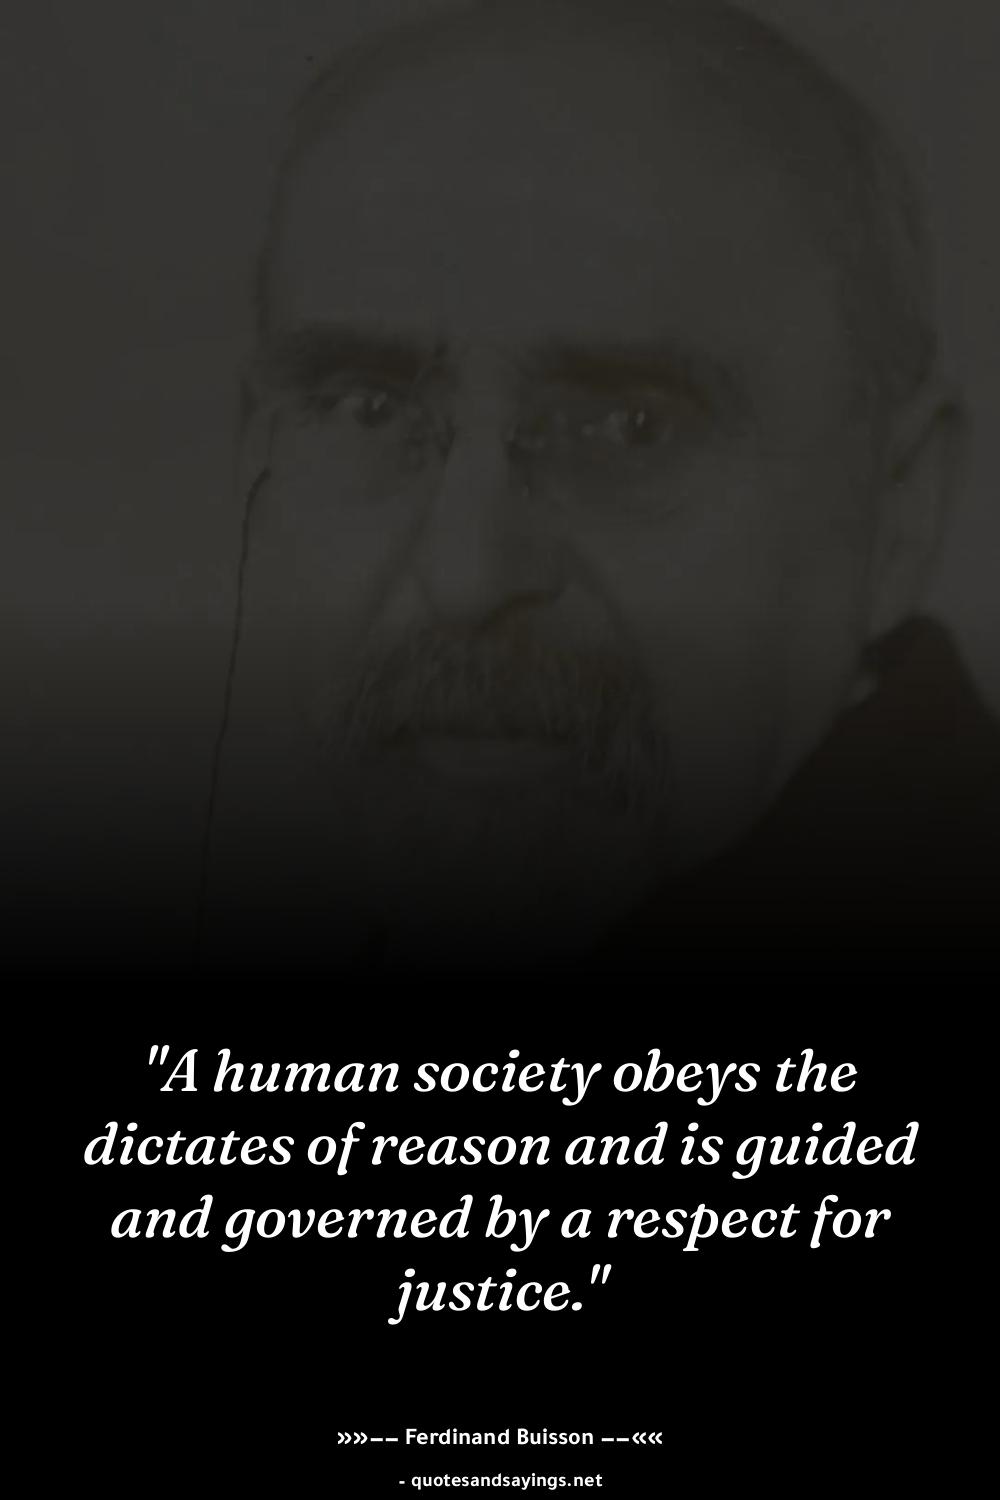 "A human society obeys the
dictates of reason and is guided
and governed by a respect for
justice."
»»−− Ferdinand Buisson −−««
- quotesandsayings.net